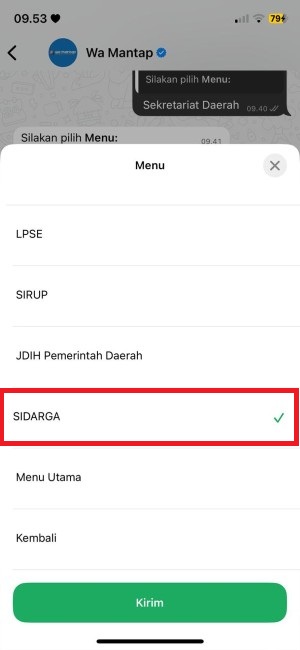 09.53
79
Wa Mantap
Silakan pilih Menu:
Sekretariat Daerah 09.40
Silakan pilih Menu:
09.41
Menu
LPSE
SIRUP
JDIH Pemerintah Daerah
SIDARGA
Menu Utama
Kembali
Kirim